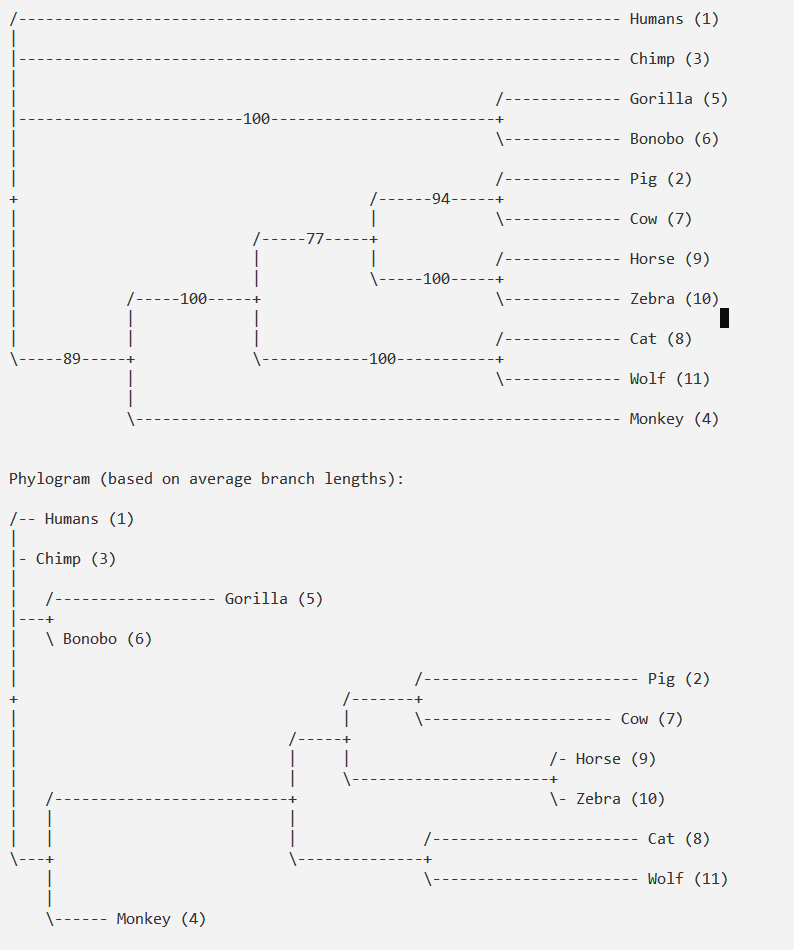 /------------------------------------------------------------------- Humans (1)
|
|------------------------------------------------------------------- Chimp (3)
|
|                                                     /------------- Gorilla (5)
|-------------------------100-------------------------+
|                                                     \------------- Bonobo (6)
|
|                                                     /------------- Pig (2)
+                                       /------94-----+
|                                       |             \------------- Cow (7)
|                          /-----77-----+
|                          |            |             /------------- Horse (9)
|                          |            \-----100-----+
|            /-----100-----+                          \------------- Zebra (10)
|            |             |
|            |             |                          /------------- Cat (8)
\-----89-----+             \------------100-----------+
             |                                        \------------- Wolf (11)
             |
             \------------------------------------------------------ Monkey (4)
Phylogram (based on average branch lengths):
/-- Humans (1)
|
|- Chimp (3)
|
|   /------------------ Gorilla (5)
|---+
|   \ Bonobo (6)
|
|                                            /------------------------ Pig (2)
+                                    /-------+
|                                    |       \--------------------- Cow (7)
|                              /-----+
|                              |     |                      /- Horse (9)
|                              |     \----------------------+
|   /--------------------------+                            \- Zebra (10)
|   |                          |
|   |                          |              /----------------------- Cat (8)
\---+                          \--------------+
    |                                         \----------------------- Wolf (11)
    |
    \------ Monkey (4)